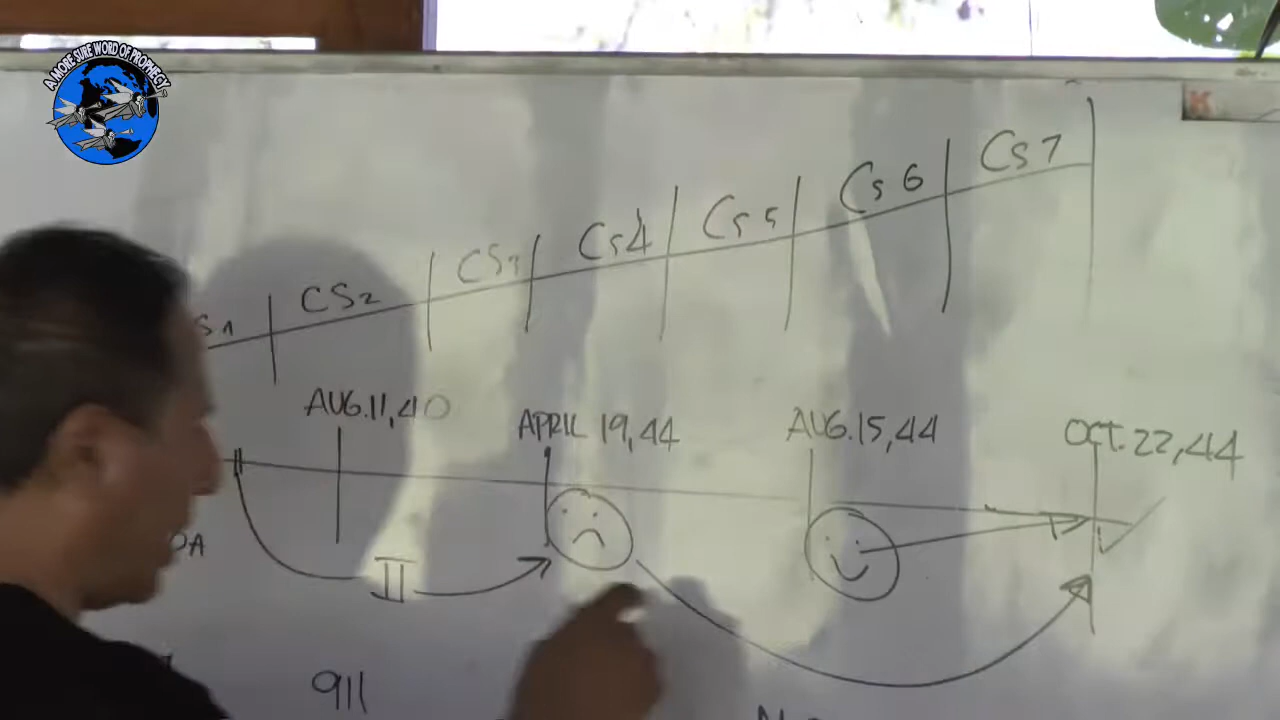 A MORE SURE WORD OF PROPHECY
CS2 CS3 CS4 CS5 CS6 CS7
AUG.11,40 APRIL 19,44 AUG.15,44 OCT.22,44
II
911